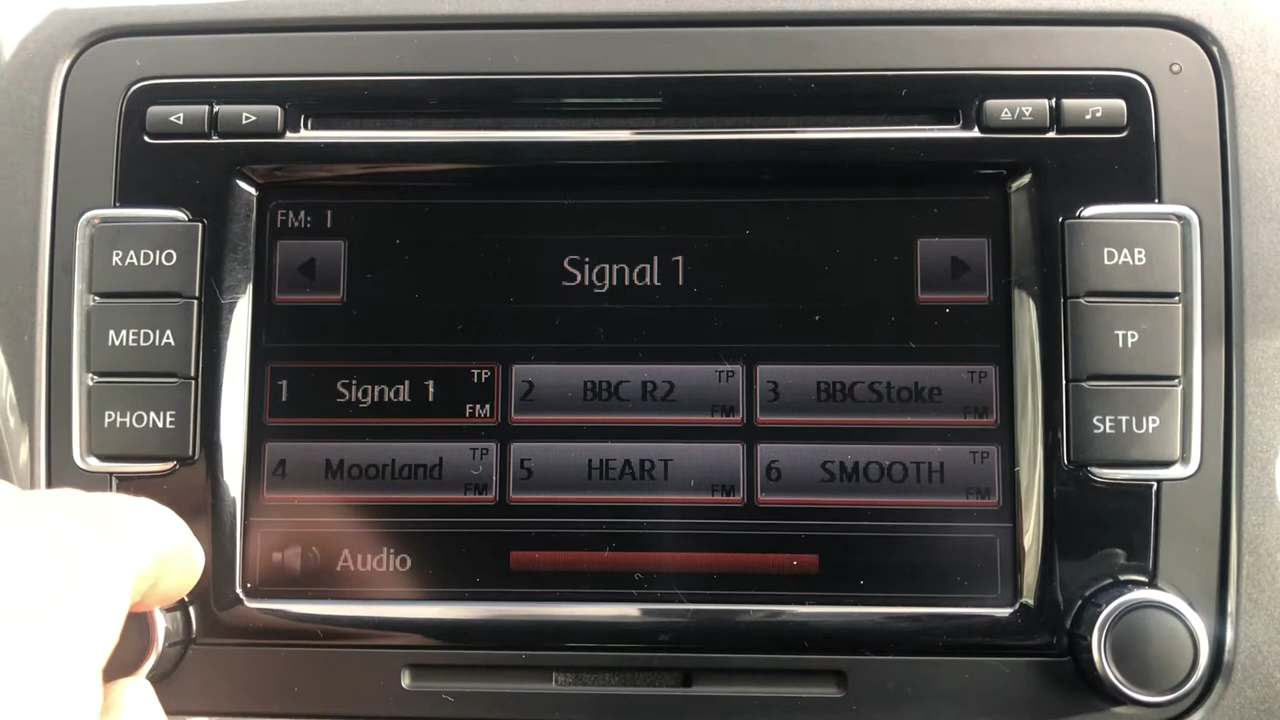 RADIO
MEDIA
PHONE
FM: 1
Signal 1
1 Signal 1 TP FM
2 BBC R2 TP FM
3 BBCStoke TP FM
4 Moorland TP FM
5 HEART FM
6 SMOOTH TP FM
Audio
DAB
TP
SETUP